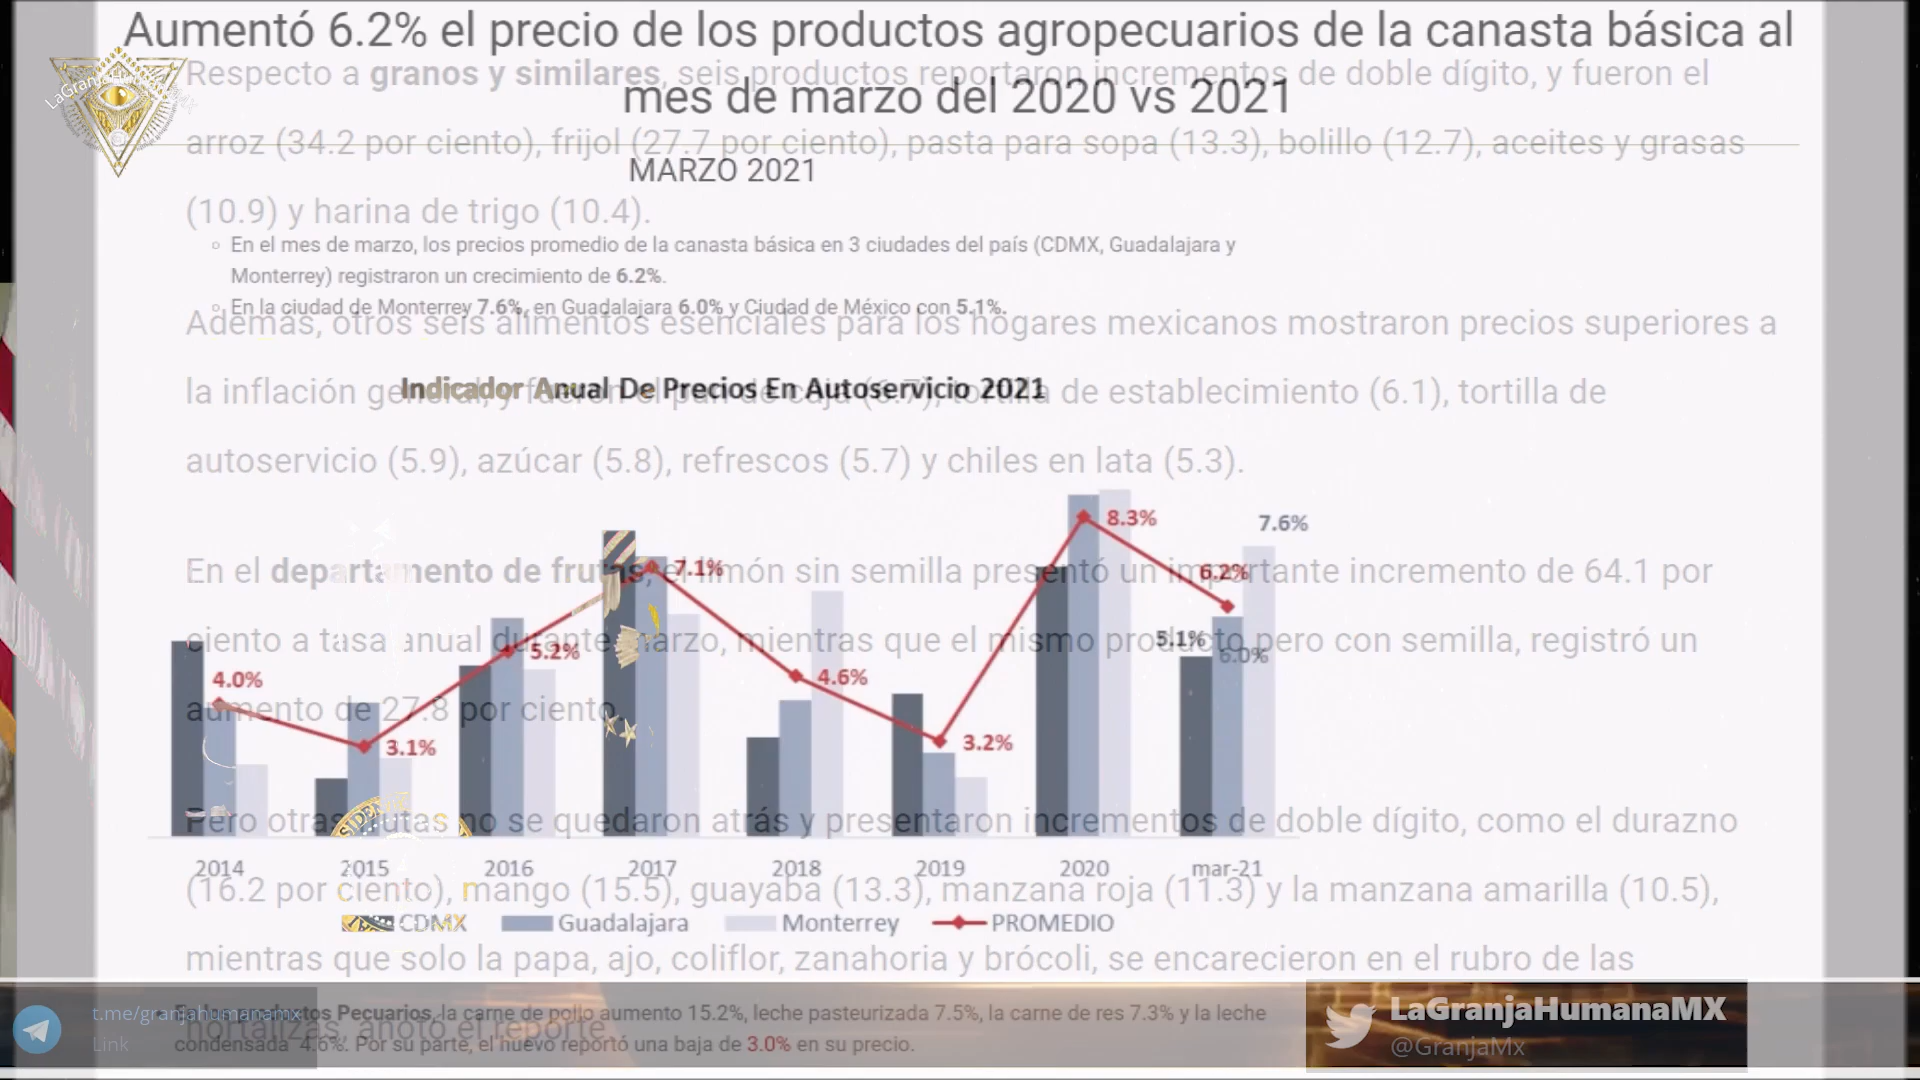 Aumentó 6.2% el precio de los productos agropecuarios de la canasta básica al
mes de marzo del 2020 vs 2021
MARZO 2021
En el mes de marzo, los precios promedio de la canasta básica en 3 ciudades del país (CDMX, Guadalajara y
Monterrey) registraron un crecimiento de 6.2%.
En la ciudad de Monterrey 7.6%, en Guadalajara 6.0% y Ciudad de México con 5.1%.
Indicador Anual De Precios En Autoservicio 2021
4.0%
3.1%
5.2%
7.1%
4.6%
3.2%
8.3%
6.2%
5.1%
6.0%
7.6%
2014 2015 2016 2017 2018 2019 2020 mar-21
CDMX Guadalajara Monterrey PROMEDIO
Pecuarios, la carne de pollo aumento 15.2%, leche pasteurizada 7.5%, la carne de res 7.3% y la leche
condensada 4.6%. Por su parte, el huevo reportó una baja de 3.0% en su precio.
Respecto a granos y similares, seis productos reportaron incrementos de doble dígito, y fueron el
arroz (34.2 por ciento), frijol (27.7 por ciento), pasta para sopa (13.3), bolillo (12.7), aceites y grasas
(10.9) y harina de trigo (10.4).
Además, otros seis alimentos esenciales para los hogares mexicanos mostraron precios superiores a
la inflación general, y fueron el pan de caja (6.7), tortilla de establecimiento (6.1), tortilla de
autoservicio (5.9), azúcar (5.8), refrescos (5.7) y chiles en lata (5.3).
En el departamento de frutas, el limón sin semilla presentó un importante incremento de 64.1 por
ciento a tasa anual durante marzo, mientras que el mismo producto pero con semilla, registró un
aumento de 27.8 por ciento.
Pero otras frutas no se quedaron atrás y presentaron incrementos de doble dígito, como el durazno
(16.2 por ciento), mango (15.5), guayaba (13.3), manzana roja (11.3) y la manzana amarilla (10.5),
mientras que solo la papa, ajo, coliflor, zanahoria y brócoli, se encarecieron en el rubro de las
hortalizas, anotó el reporte.
t.me/granjahumanamx
Link
LaGranjaHumanaMX
@GranjaMx